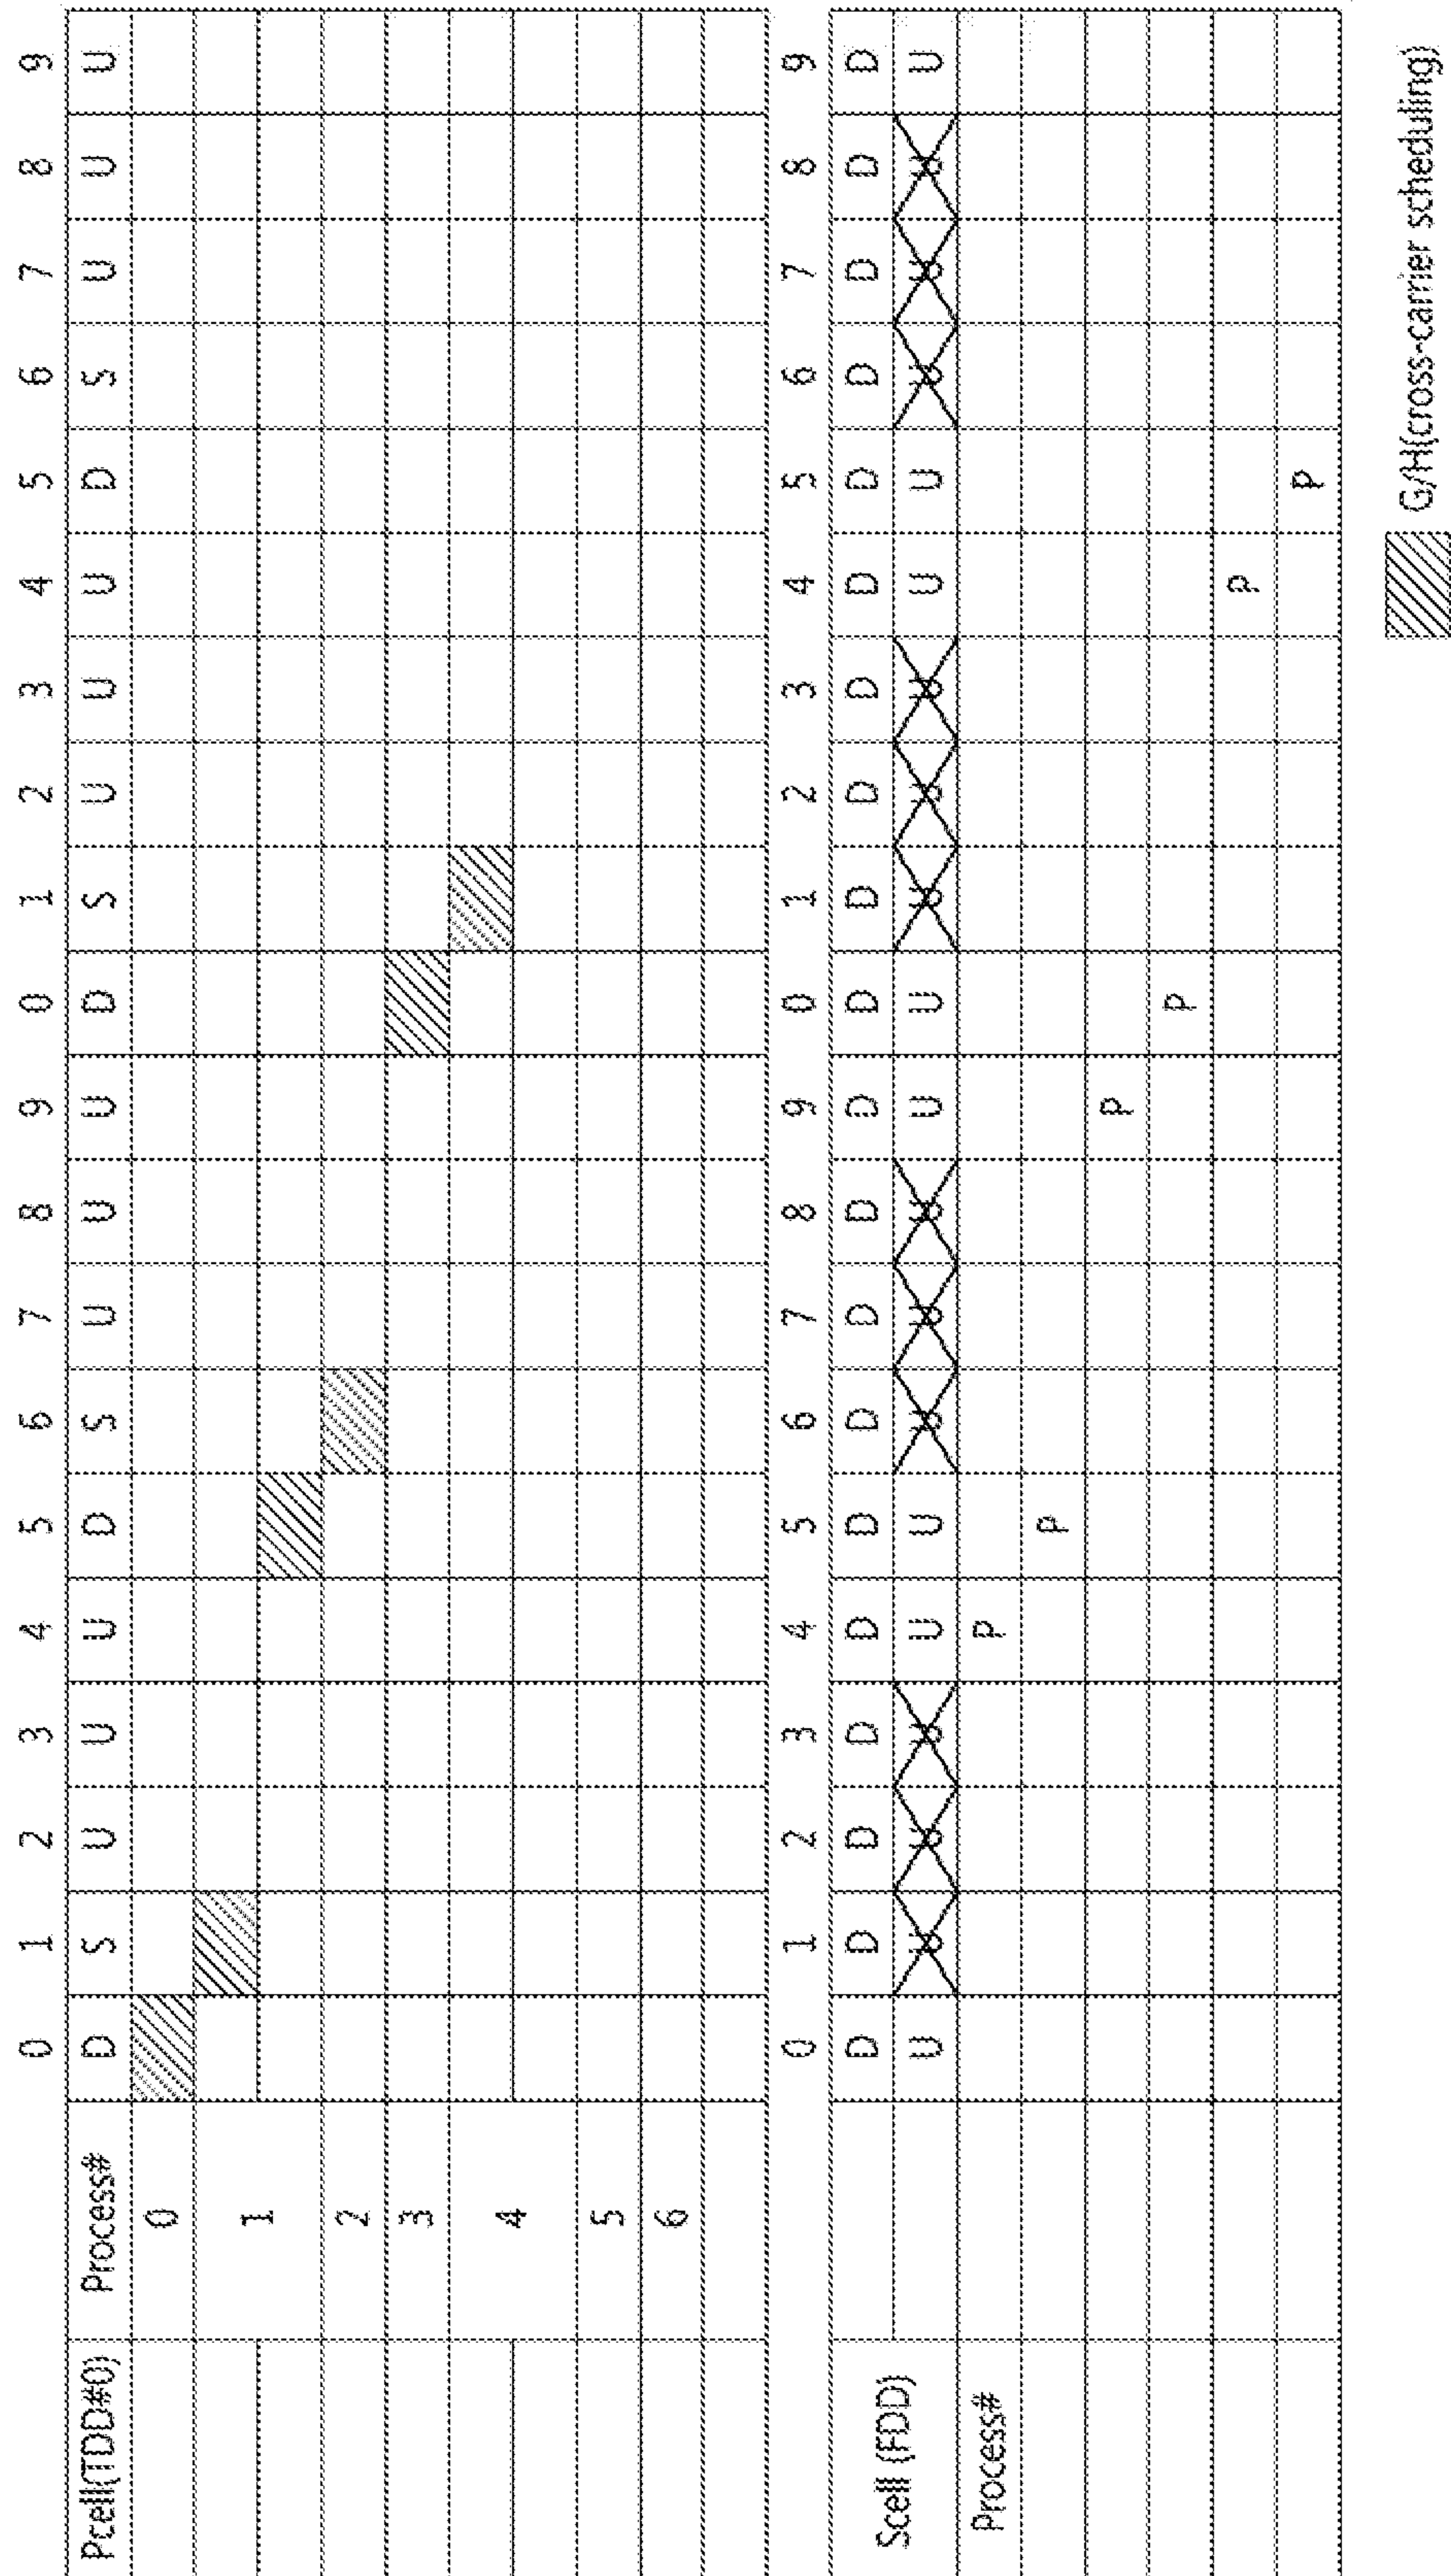 0 1 2 3 4 5 6 7 8 9 0 1 2 3 4 5 6 7 8 9
Pcell(TDD#0) Process# D S U U U D S U U U D S U U U D S U U U
0
1
2
3
4
5
6
0 1 2 3 4 5 6 7 8 9 0 1 2 3 4 5 6 7 8 9
D D D D D D D D D D D D D D D D D D D D
Scell (FDD)
U U U U U U U U U U U U U U U U U U U U
Process# P
P
P
P
P
P
G/H(cross-carrier scheduling)